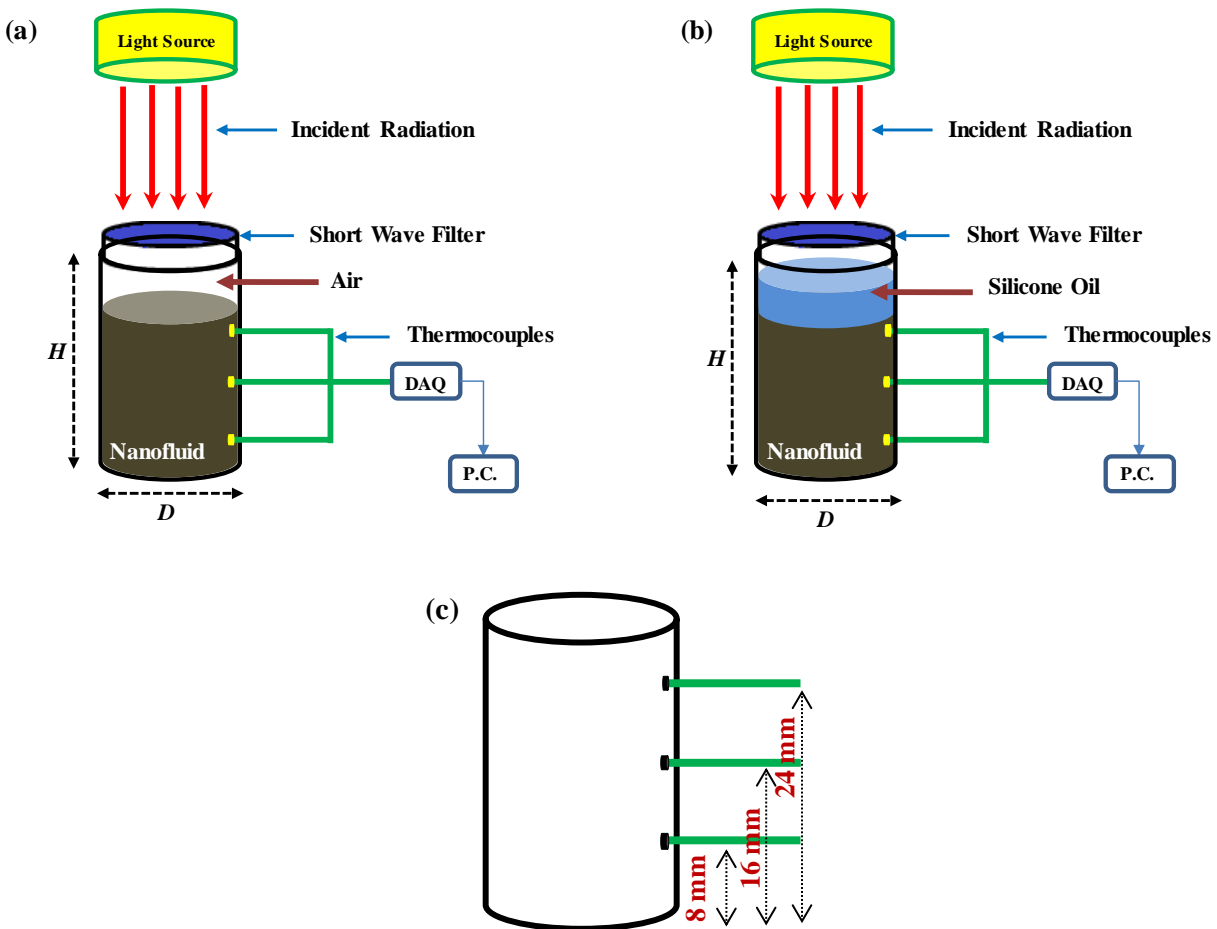 (a)
Light Source
Incident Radiation
Short Wave Filter
Air
Thermocouples
H
DAQ
Nanofluid
P.C.
D
(b)
Light Source
Incident Radiation
Short Wave Filter
Silicone Oil
Thermocouples
H
DAQ
Nanofluid
P.C.
D
(c)
24 mm
16 mm
8 mm